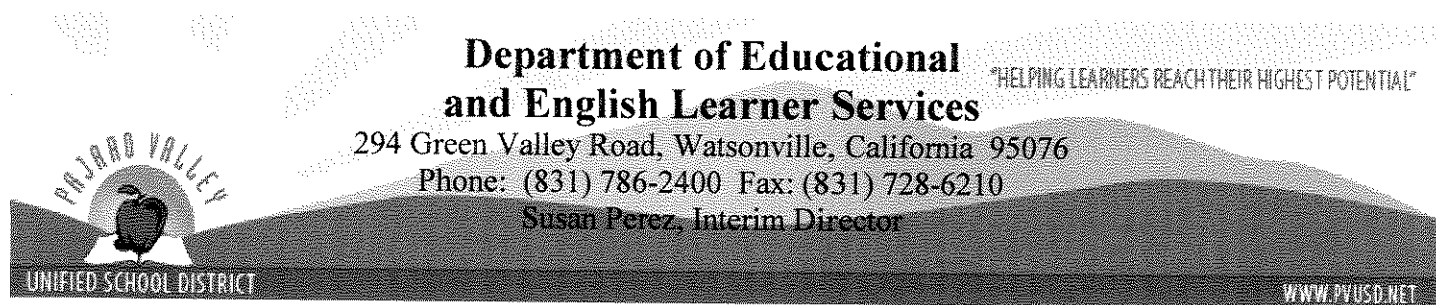 Department of Educational
and English Learner Services
"HELPING LEARNERS REACH THEIR HIGHEST POTENTIAL"
294 Green Valley Road, Watsonville, California 95076
Phone: (831) 786-2400 Fax: (831) 728-6210
Susan Perez, Interim Director
PAJARO VALLEY
UNIFIED SCHOOL DISTRICT
WWW.PVUSD.NET